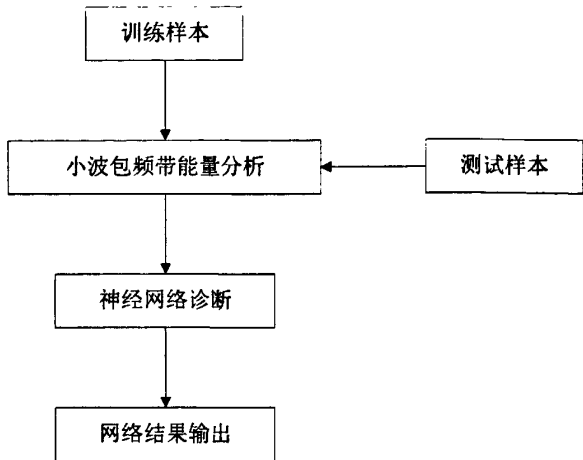 训练样本
小波包频带能量分析
测试样本
神经网络诊断
网络结果输出